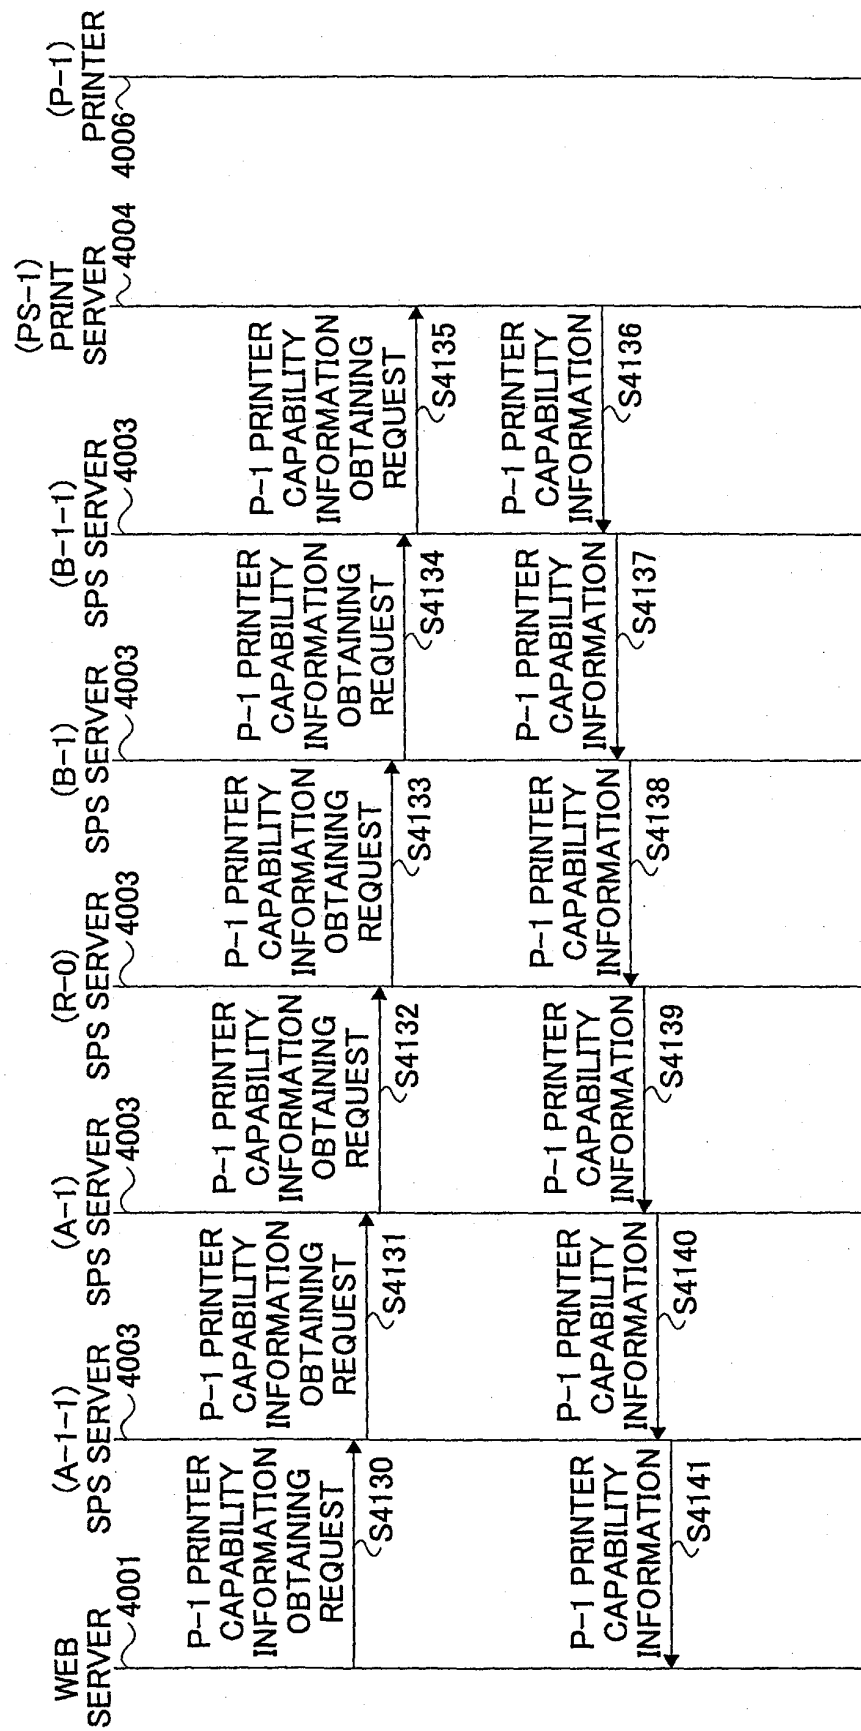 WEB
SERVER
4001
(A-1-1)
SPS SERVER
4003
(A-1)
SPS SERVER
4003
(R-0)
SPS SERVER
4003
(B-1)
SPS SERVER
4003
(B-1-1)
SPS SERVER
4003
(PS-1)
PRINT
SERVER
4004
(P-1)
PRINTER
4006
P-1 PRINTER
CAPABILITY
INFORMATION
OBTAINING
REQUEST
S4130
P-1 PRINTER
CAPABILITY
INFORMATION
OBTAINING
REQUEST
S4131
P-1 PRINTER
CAPABILITY
INFORMATION
OBTAINING
REQUEST
S4132
P-1 PRINTER
CAPABILITY
INFORMATION
OBTAINING
REQUEST
S4133
P-1 PRINTER
CAPABILITY
INFORMATION
OBTAINING
REQUEST
S4134
P-1 PRINTER
CAPABILITY
INFORMATION
OBTAINING
REQUEST
S4135
P-1 PRINTER
CAPABILITY
INFORMATION
S4136
P-1 PRINTER
CAPABILITY
INFORMATION
S4137
P-1 PRINTER
CAPABILITY
INFORMATION
S4138
P-1 PRINTER
CAPABILITY
INFORMATION
S4139
P-1 PRINTER
CAPABILITY
INFORMATION
S4140
P-1 PRINTER
CAPABILITY
INFORMATION
S4141